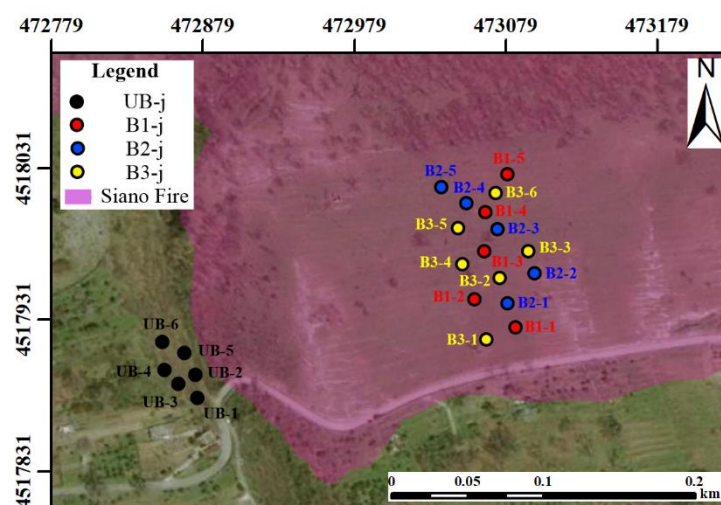 472779 472879 472979 473079 473179
Legend
UB-j
B1-j
B2-j
B3-j
Siano Fire
N
4518031
4517931
4517831
B1-5
B2-5
B2-4
B3-6
B1-4
B3-5
B2-3
B3-3
B1-3
B3-4
B3-2
B2-2
B1-2
B2-1
B1-1
B3-1
UB-6
UB-5
UB-4
UB-2
UB-3
UB-1
0 0.05 0.1 0.2
km